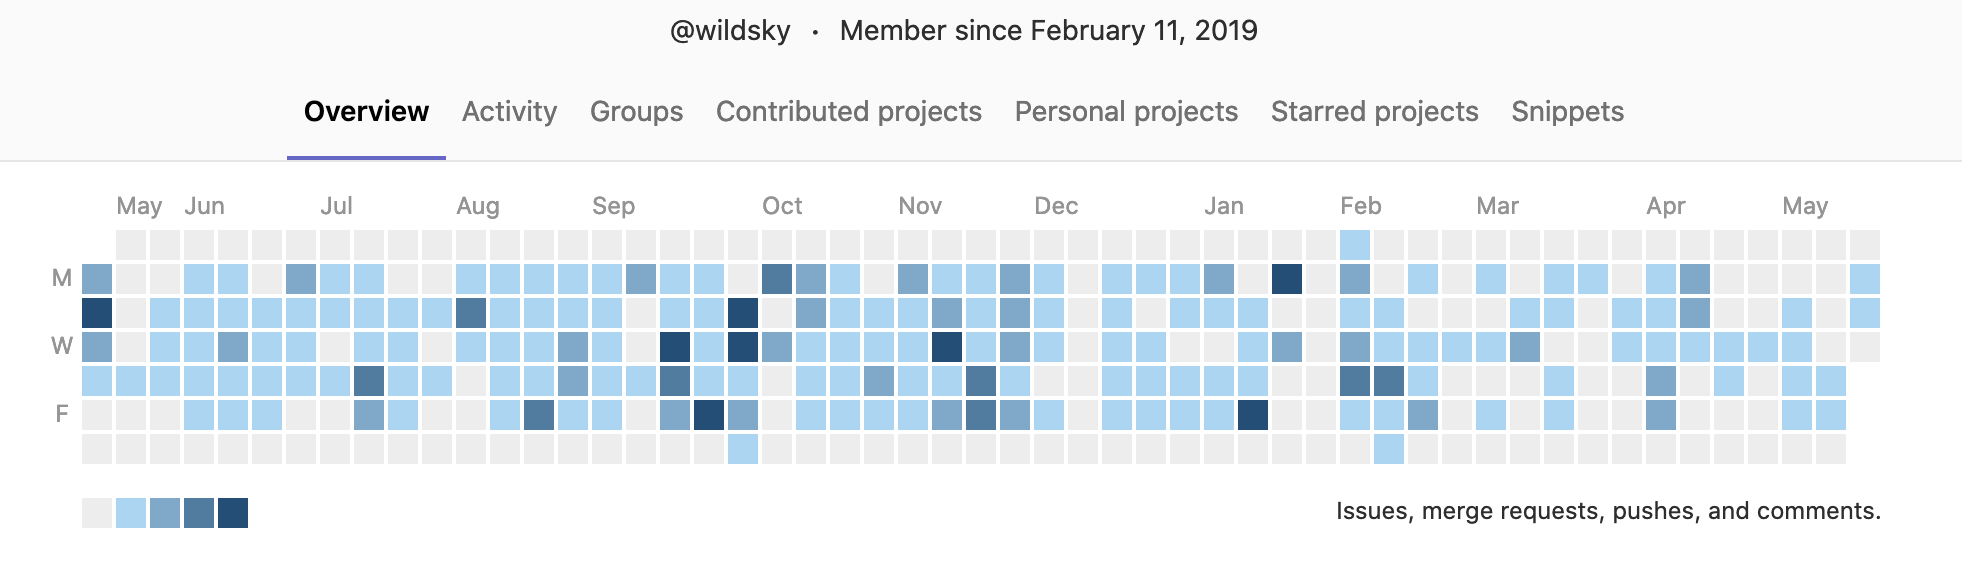 @wildsky · Member since February 11, 2019
Overview Activity Groups Contributed projects Personal projects Starred projects Snippets
May Jun Jul Aug Sep Oct Nov Dec Jan Feb Mar Apr May
M
W
F
Issues, merge requests, pushes, and comments.